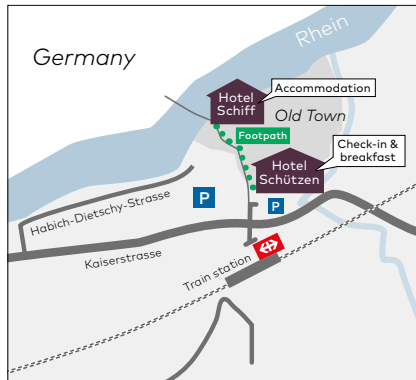 Rhein
Germany
Hotel
Schiff
Accommodation
Old Town
Footpath
Check-in &
breakfast
Hotel
Schützen
P
P
Habich-Dietschy-Strasse
Kaiserstrasse
Train station